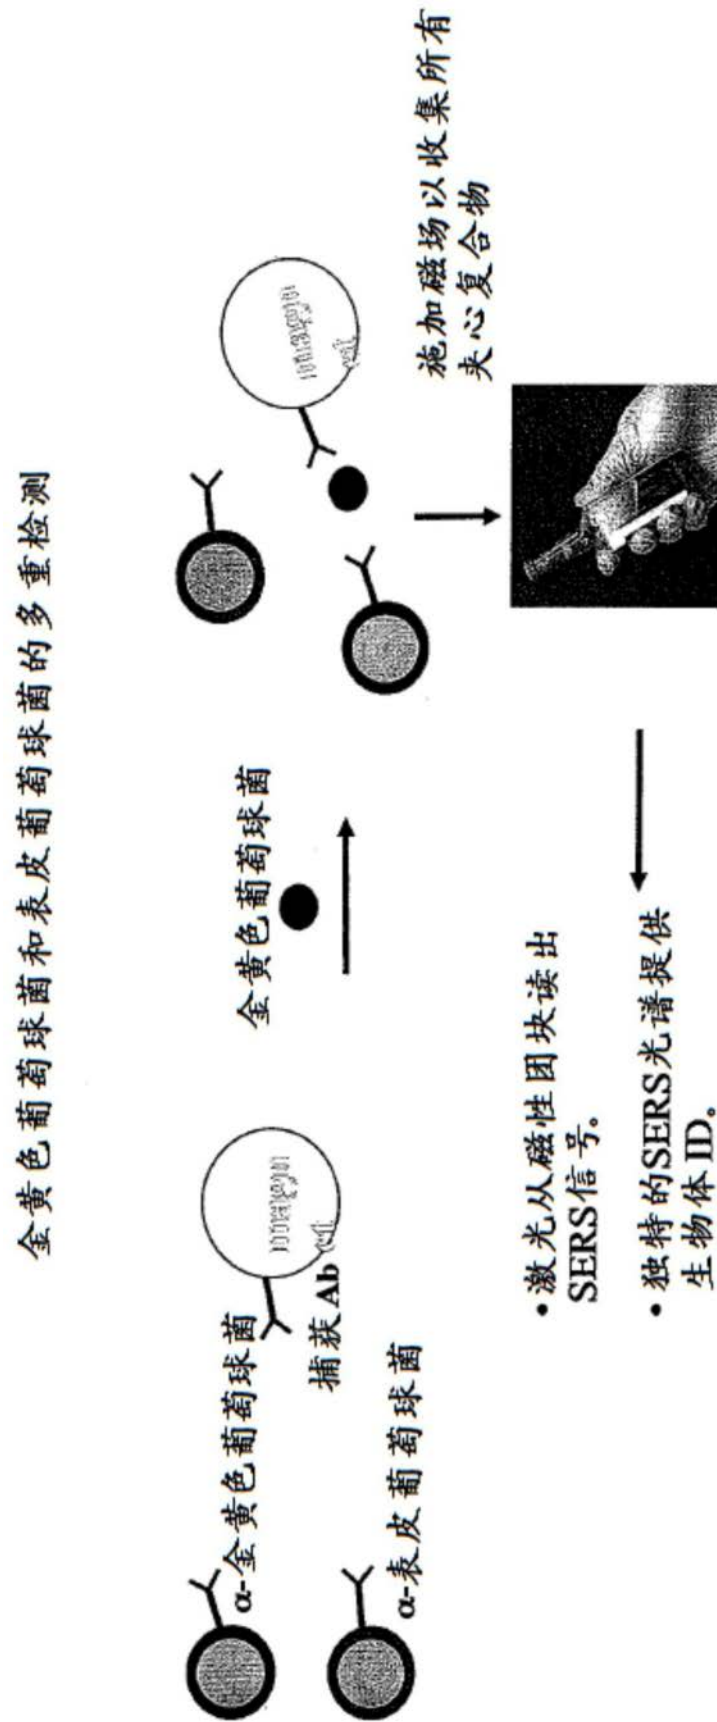 金黄色葡萄球菌和表皮葡萄球菌的多重检测
α-金黄色葡萄球菌
捕获Ab
α-表皮葡萄球菌
金黄色葡萄球菌
施加磁场以收集所有
夹心复合物
•激光从磁性团块读出
SERS信号。
•独特的SERS光谱提供
生物体ID。